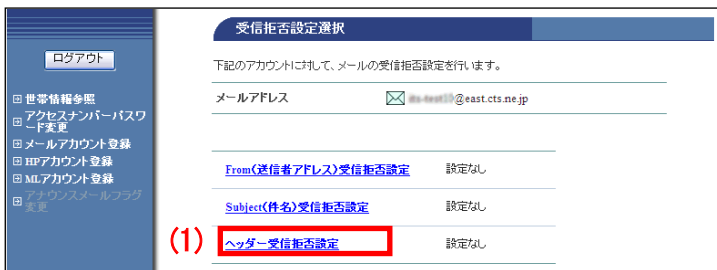 受信拒否設定選択
ログアウト
下記のアカウントに対して、メールの受信拒否設定を行います。
世帯情報参照
アクセスナンバーパスワ
ード変更
メールアカウント登録
HPアカウント登録
MLアカウント登録
アナウンスメールフラグ
変更
メールアドレス
@east.cts.ne.jp
From(送信者アドレス)受信拒否設定 設定なし
Subject(件名)受信拒否設定 設定なし
(1) ヘッダー受信拒否設定 設定なし